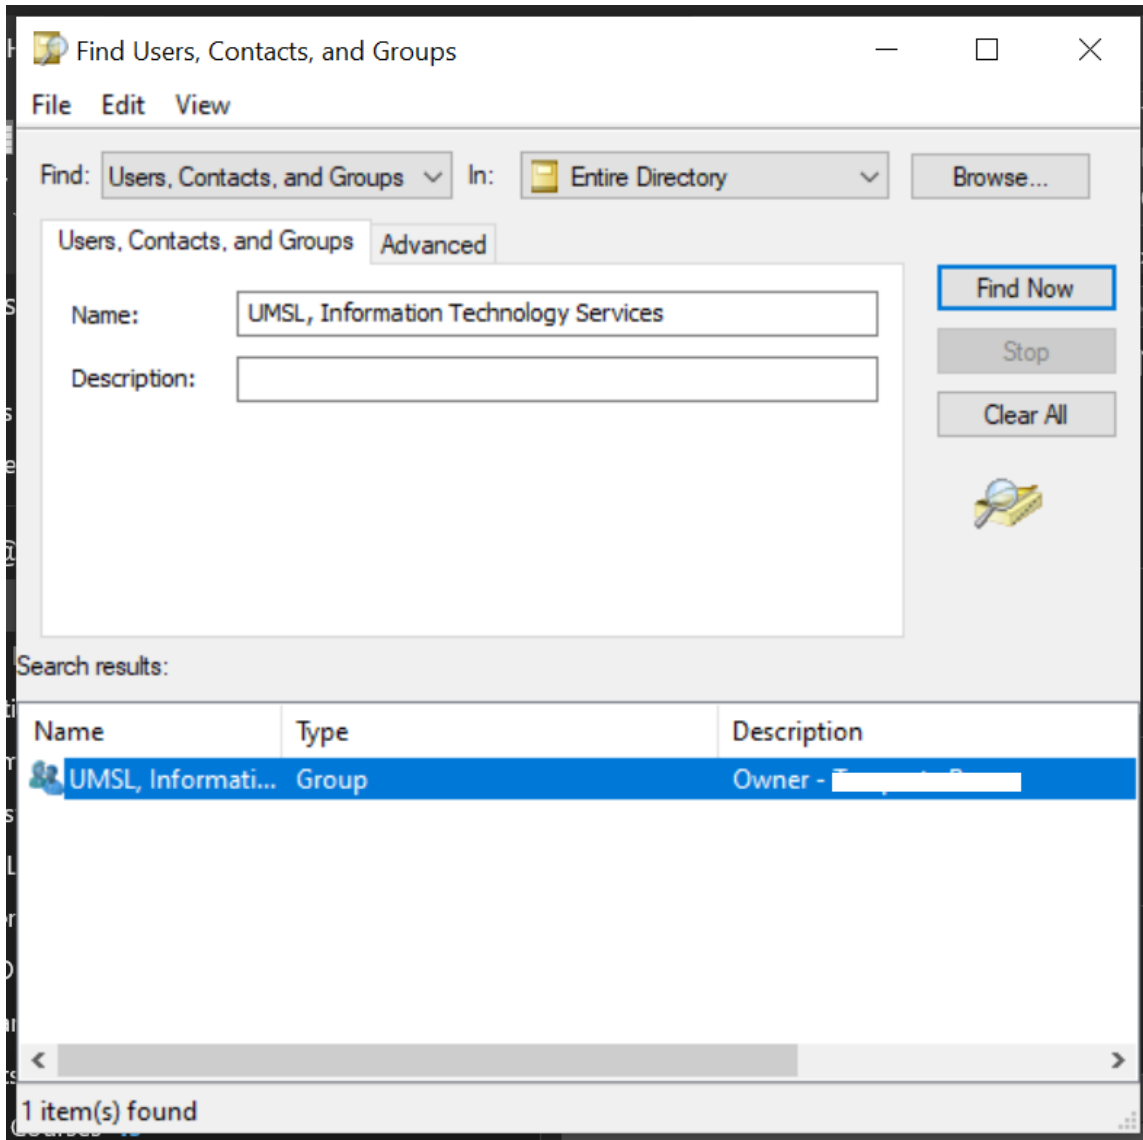 Find Users, Contacts, and Groups
File Edit View
Find: Users, Contacts, and Groups In: Entire Directory Browse...
Users, Contacts, and Groups Advanced
Find Now
Name: UMSL, Information Technology Services
Stop
Description:
Clear All
Search results:
Name Type Description
UMSL, Informati... Group Owner -
1 item(s) found